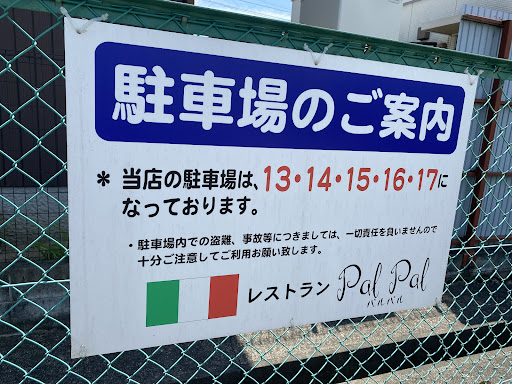 駐車場のご案内
* 当店の駐車場は、13・14・15・16・17に
なっております。
・駐車場内での盗難、事故等につきましては、一切責任を負いませんので
十分ご注意してご利用お願い致します。
レストラン Pal Pal
パルパル